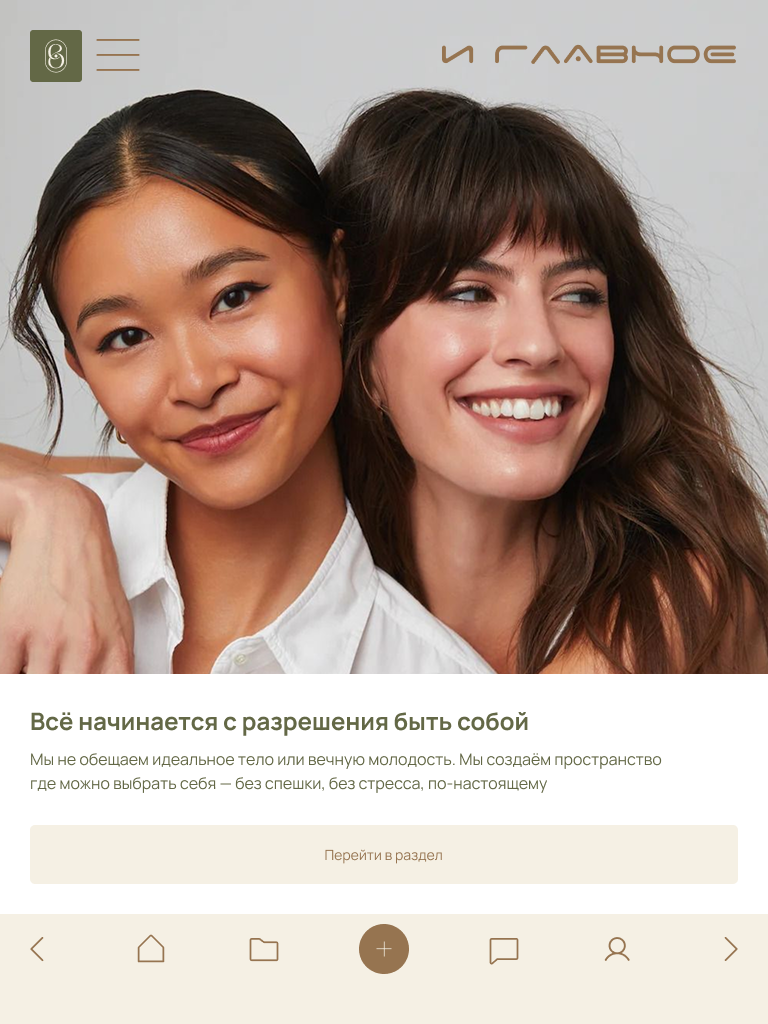 И ГЛАВНОЕ
Всё начинается с разрешения быть собой
Мы не обещаем идеальное тело или вечную молодость. Мы создаём пространство
где можно выбрать себя — без спешки, без стресса, по-настоящему
Перейти в раздел